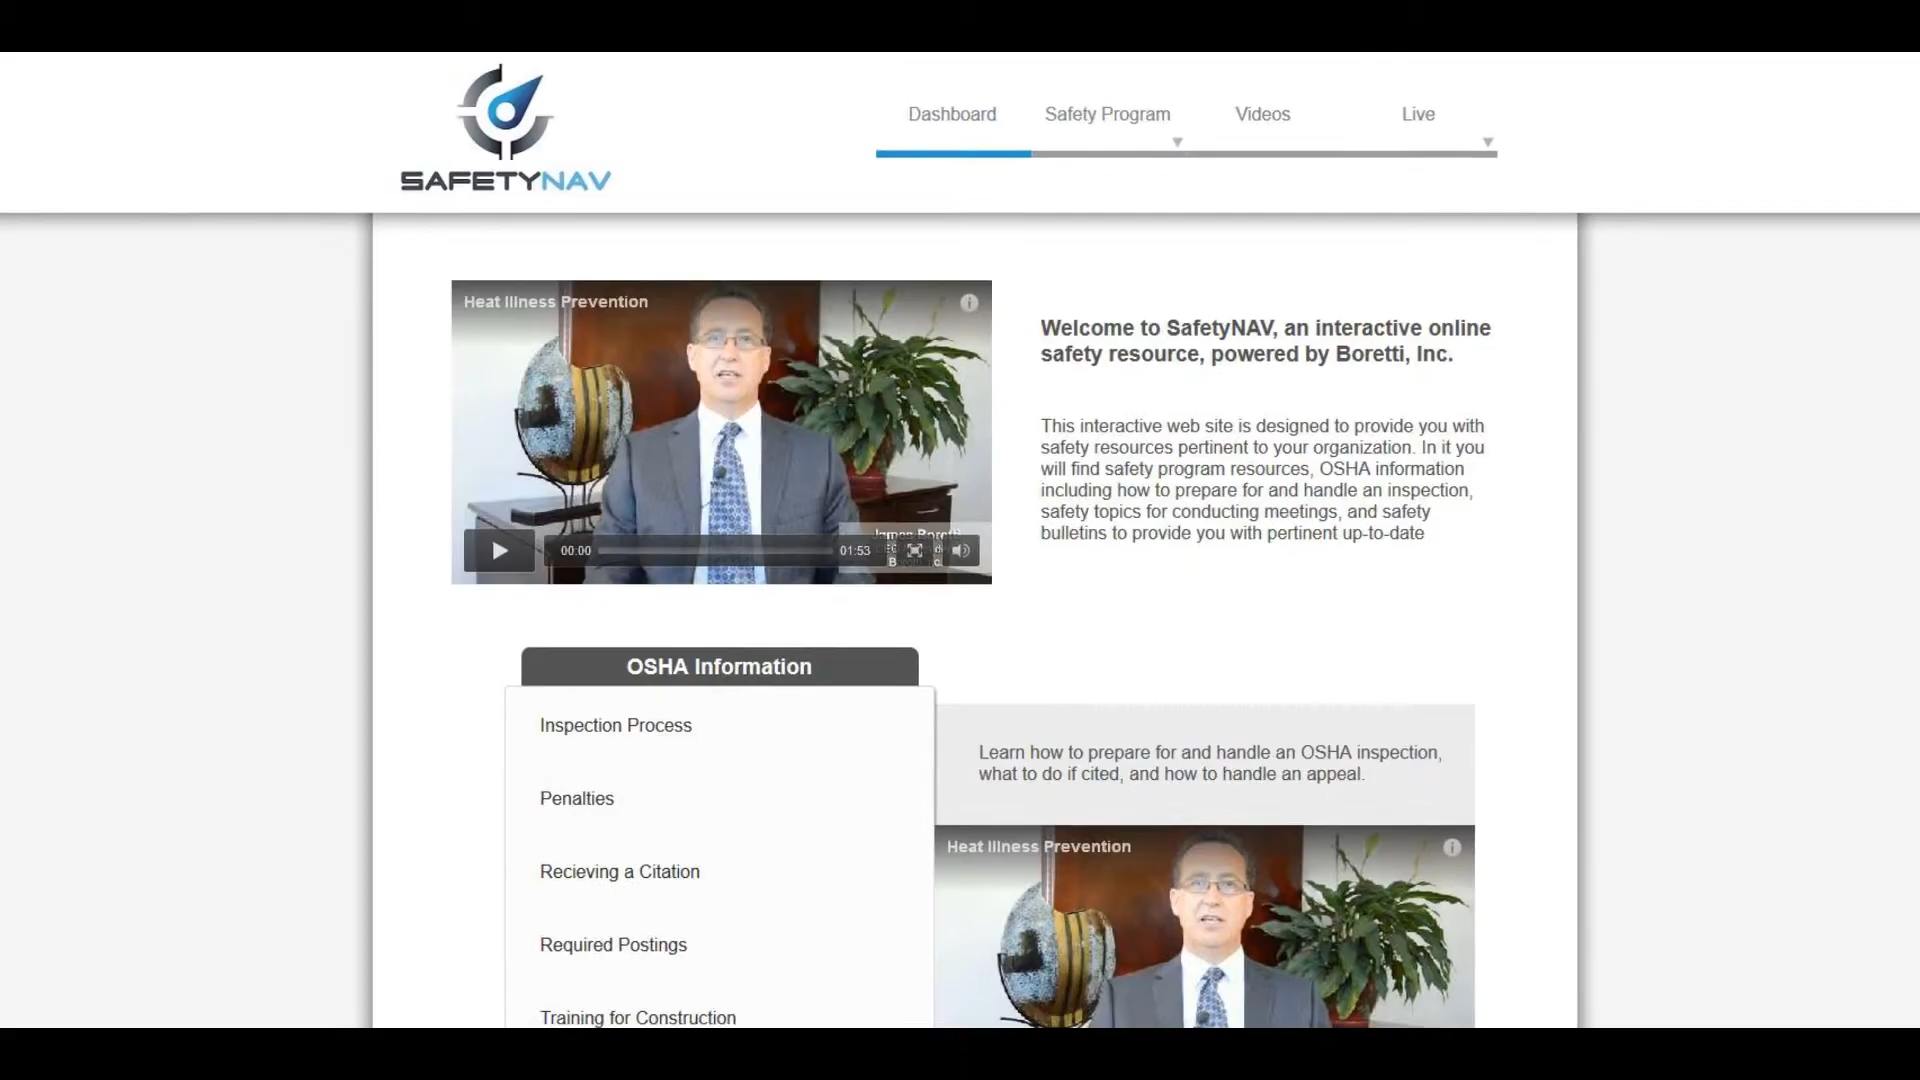 SAFETYNAV
Dashboard
Safety Program
Videos
Live
Heat Illness Prevention
Welcome to SafetyNAV, an interactive online
safety resource, powered by Boretti, Inc.
This interactive web site is designed to provide you with
safety resources pertinent to your organization. In it you
will find safety program resources, OSHA information
including how to prepare for and handle an inspection,
safety topics for conducting meetings, and safety
bulletins to provide you with pertinent up-to-date
James Boretti
00:00
01:53
OSHA Information
Inspection Process
Penalties
Recieving a Citation
Required Postings
Training for Construction
Learn how to prepare for and handle an OSHA inspection,
what to do if cited, and how to handle an appeal.
Heat Illness Prevention